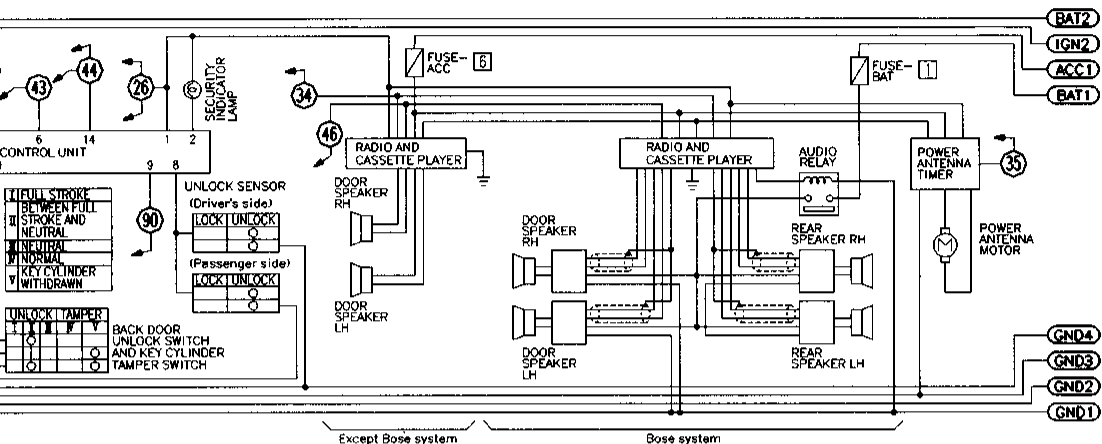 BAT2
IGN2
ACC1
BAT1
FUSE-
ACC
6
FUSE-
BAT
1
43
44
26
SECURITY
INDICATOR
LAMP
34
46
6 14 1 2
CONTROL UNIT
9 8
RADIO AND
CASSETTE PLAYER
RADIO AND
CASSETTE PLAYER
AUDIO
RELAY
POWER
ANTENNA
TIMER
35
I FULL STROKE
II BETWEEN FULL
STROKE AND
NEUTRAL
III NEUTRAL
IV NORMAL
V KEY CYLINDER
WITHDRAWN
90
UNLOCK SENSOR
(Driver's side)
LOCK UNLOCK
(Passenger side)
LOCK UNLOCK
DOOR
SPEAKER
RH
DOOR
SPEAKER
LH
DOOR
SPEAKER
RH
REAR
SPEAKER RH
M
POWER
ANTENNA
MOTOR
UNLOCK TAMPER
I II III IV V
BACK DOOR
UNLOCK SWITCH
AND KEY CYLINDER
TAMPER SWITCH
DOOR
SPEAKER
LH
REAR
SPEAKER LH
GND4
GND3
GND2
GND1
Except Bose system
Bose system